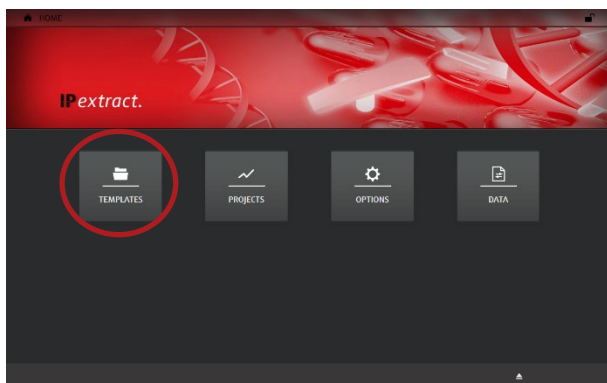 HOME
IPextract.
TEMPLATES
PROJECTS
OPTIONS
DATA